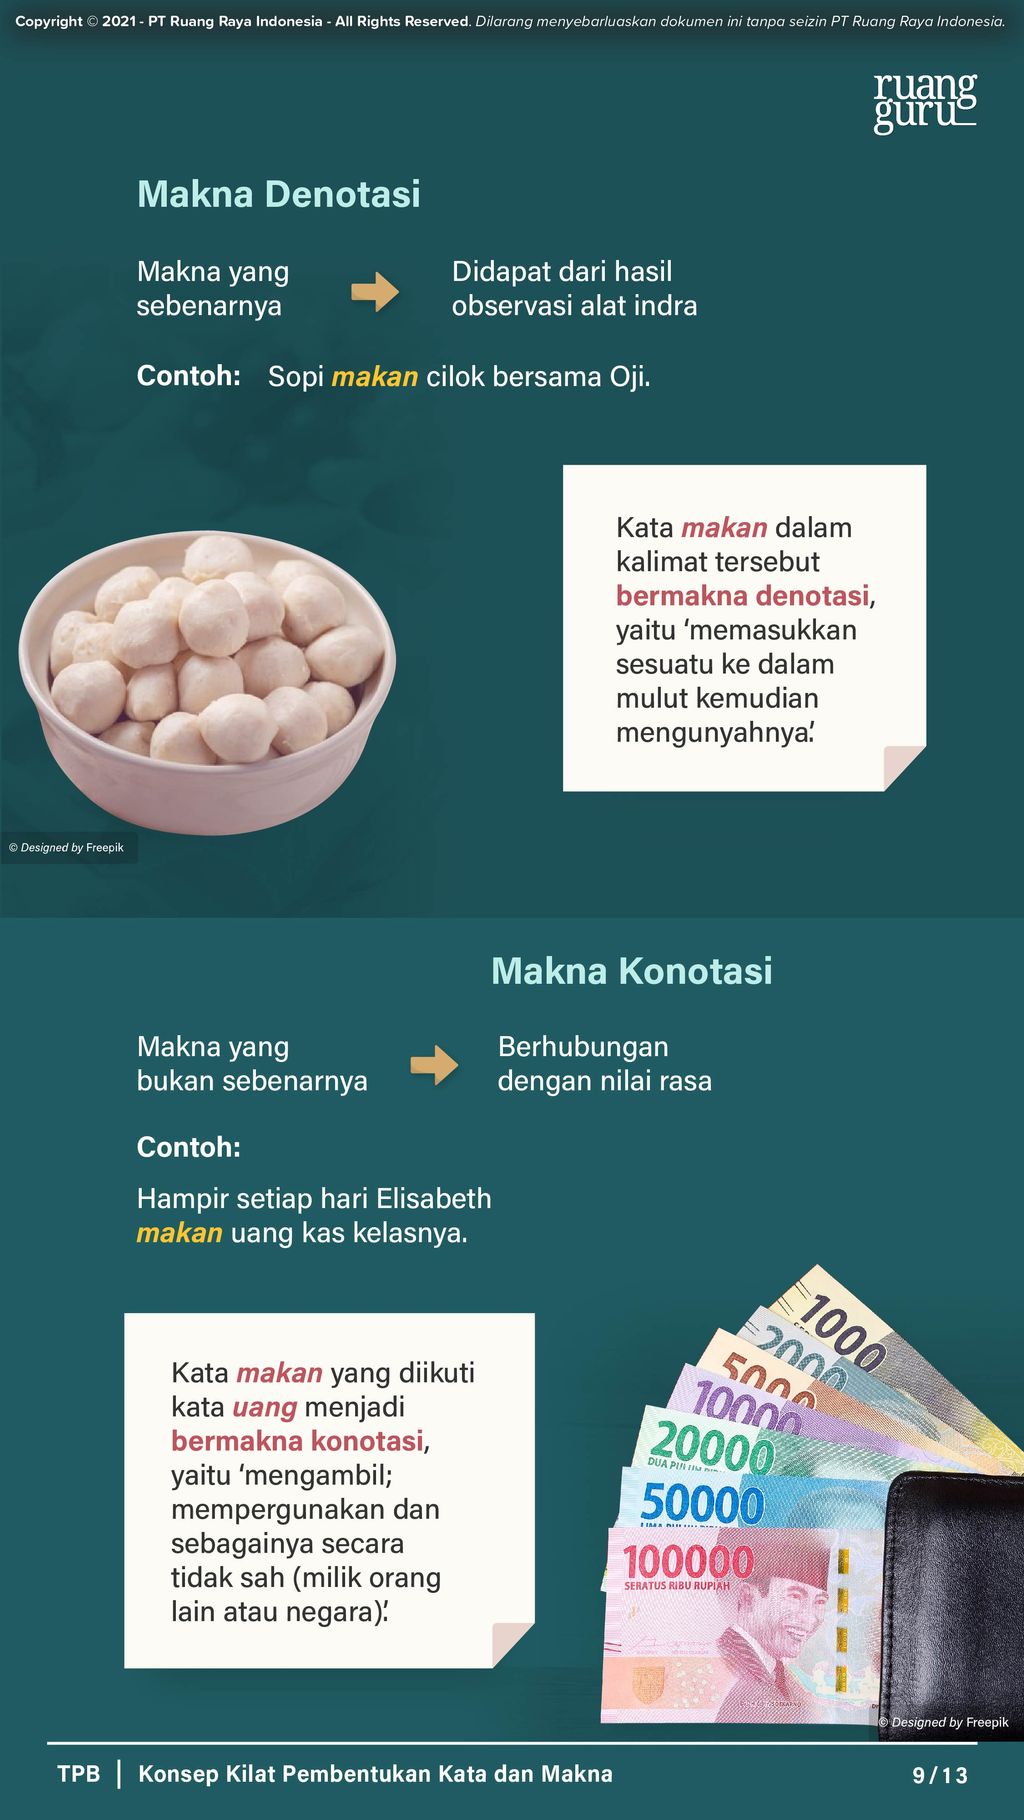 Copyright © 2021 - PT Ruang Raya Indonesia - All Rights Reserved. Dilarang menyebarluaskan dokumen ini tanpa seizin PT Ruang Raya Indonesia.
ruang
guru
Makna Denotasi
Makna yang
sebenarnya
Didapat dari hasil
observasi alat indra
Contoh: Sopi makan cilok bersama Oji.
Kata makan dalam
kalimat tersebut
bermakna denotasi,
yaitu ‘memasukkan
sesuatu ke dalam
mulut kemudian
mengunyahnya.’
© Designed by Freepik
Makna Konotasi
Makna yang
bukan sebenarnya
Berhubungan
dengan nilai rasa
Contoh:
Hampir setiap hari Elisabeth
makan uang kas kelasnya.
Kata makan yang diikuti
kata uang menjadi
bermakna konotasi,
yaitu ‘mengambil;
mempergunakan dan
sebagainya secara
tidak sah (milik orang
lain atau negara).’
1000
2000
5000
10000
20000
50000
100000
SERATUS RIBU RUPIAH
© Designed by Freepik
TPB | Konsep Kilat Pembentukan Kata dan Makna
9/13